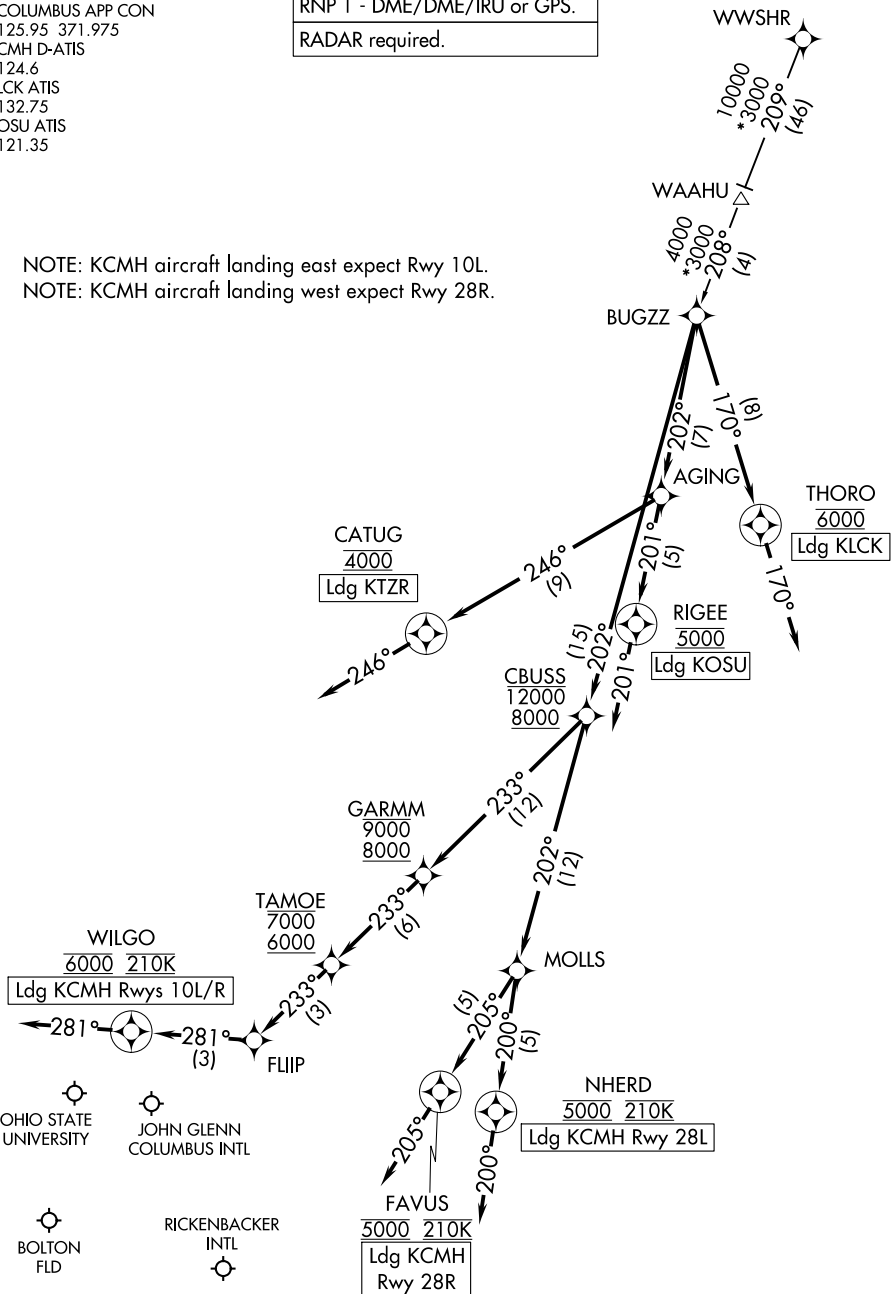 COLUMBUS APP CON
125.95 371.975
CMH D-ATIS
124.6
LCK ATIS
132.75
OSU ATIS
121.35
RNP 1 - DME/DME/IRU or GPS.
RADAR required.
NOTE: KCMH aircraft landing east expect Rwy 10L.
NOTE: KCMH aircraft landing west expect Rwy 28R.
WWSHR
10000
*3000
209°
(46)
WAAHU
4000
*3000
208°
(4)
BUGZZ
202°
(7)
170°
(8)
AGING
THORO
6000
Ldg KLCK
170°
CATUG
4000
Ldg KTZR
246°
(9)
246°
201°
(5)
RIGEE
5000
Ldg KOSU
201°
(15)
202°
CBUSS
12000
8000
233°
(12)
202°
(12)
GARMM
9000
8000
233°
(6)
TAMOE
7000
6000
233°
(3)
WILGO
6000 210K
Ldg KCMH Rwys 10L/R
281°
281°
(3)
FLIIP
MOLLS
(5)
205°
200°
(5)
NHERD
5000 210K
Ldg KCMH Rwy 28L
205°
200°
FAVUS
5000 210K
Ldg KCMH
Rwy 28R
OHIO STATE
UNIVERSITY
JOHN GLENN
COLUMBUS INTL
BOLTON
FLD
RICKENBACKER
INTL